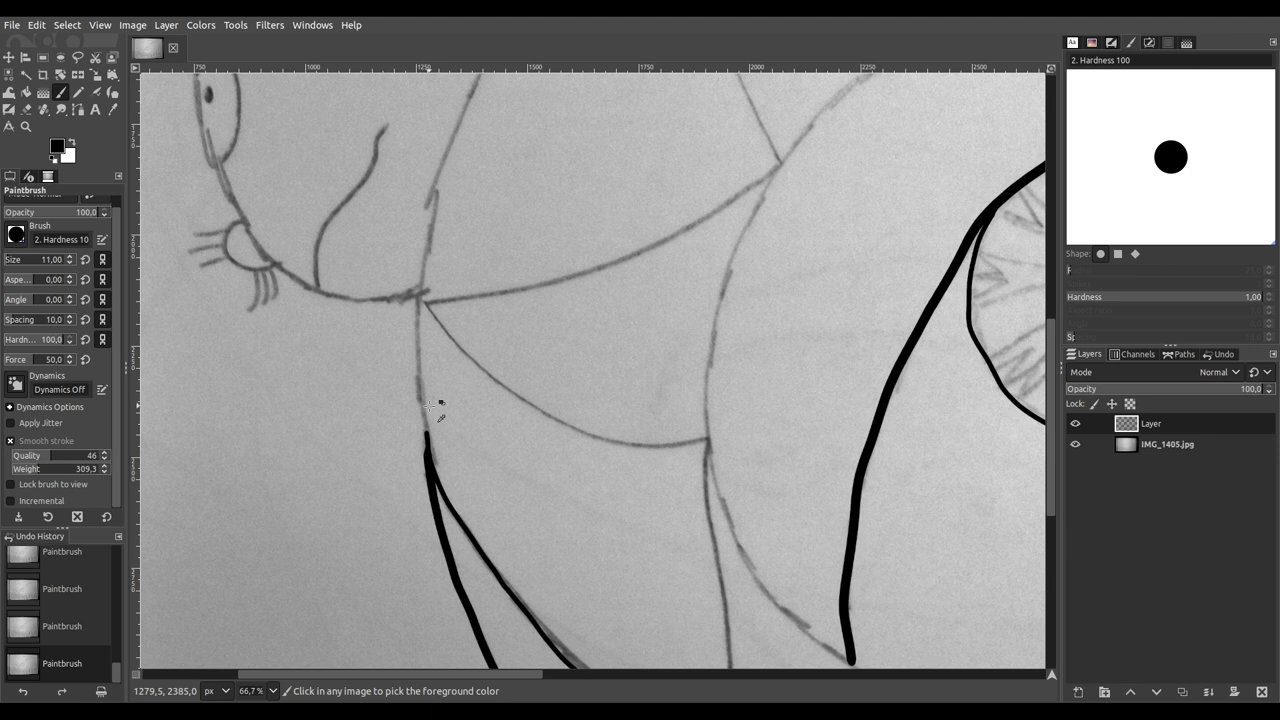 File Edit Select View Image Layer Colors Tools Filters Windows Help
750 1000 1250 1500 1750 2000 2250 2500
Paintbrush
Opacity 100,0
Brush
2. Hardness 10
Size 11,00
Aspe... 0,00
Angle 0,00
Spacing 10,0
Hardn... 100,0
Force 50,0
Dynamics
Dynamics Off
Dynamics Options
Apply Jitter
Smooth stroke
Quality 46
Weight 309,3
Lock brush to view
Incremental
Undo History
Paintbrush
Paintbrush
Paintbrush
Paintbrush
1279,5, 2385,0 px 66,7 % Click in any image to pick the foreground color
Aa
2. Hardness 100
Shape:
Hardness 1,00
Sp
Layers Channels Paths Undo
Mode Normal
Opacity 100,0
Lock:
Layer
IMG_1405.jpg